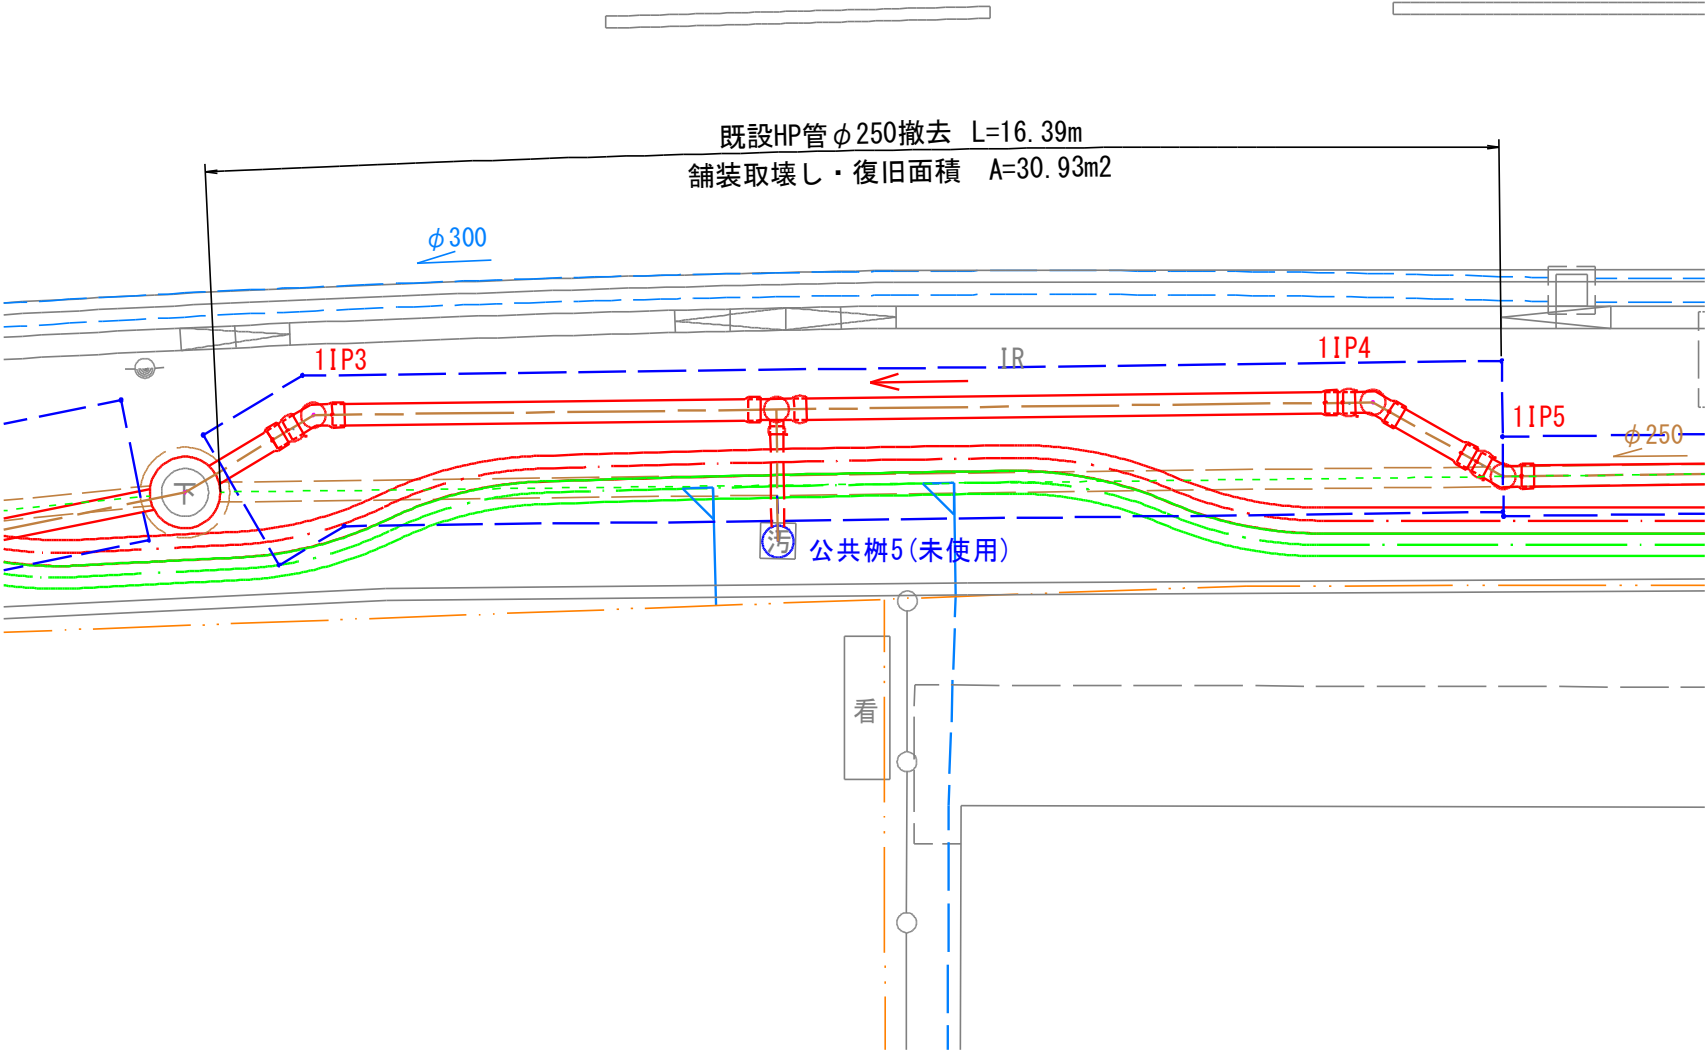 既設HP管φ250撤去 L=16.39m
舗装取壊し・復旧面積 A=30.93m2
φ300
1IP3
IR
1IP4
1IP5
φ250
下
汚
公共桝5(未使用)
看